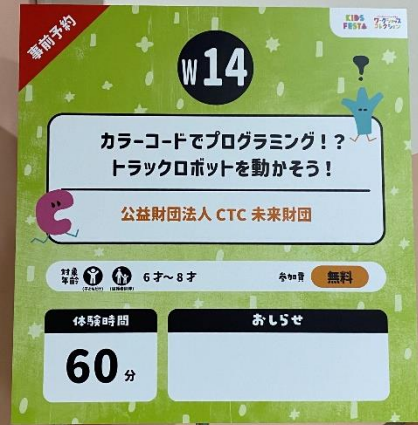 事前予約
KIDS
FESTA
W14
カラーコードでプログラミング!?
トラックロボットを動かそう!
公益財団法人 CTC 未来財団
対象
年齢
6才〜8才
参加費
無料
体験時間
60分
おしらせ